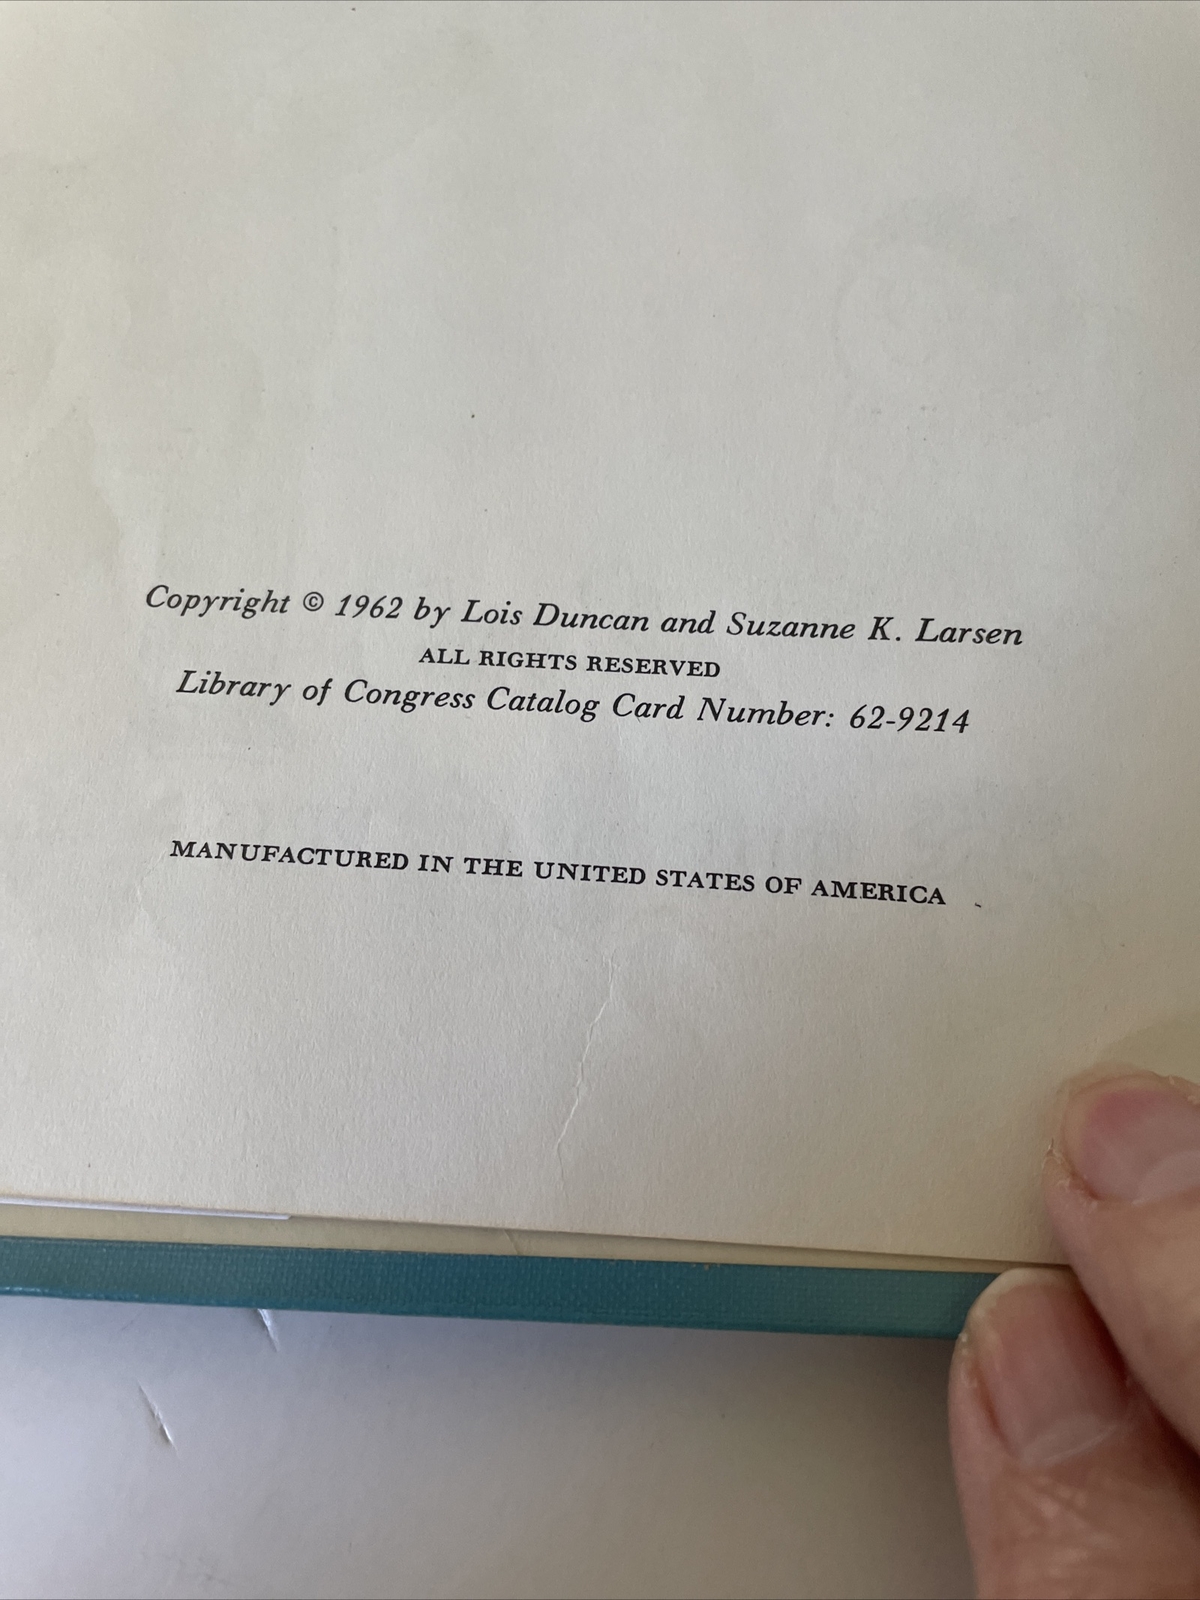 Copyright © 1962 by Lois Duncan and Suzanne K. Larsen
ALL RIGHTS RESERVED
Library of Congress Catalog Card Number: 62-9214
MANUFACTURED IN THE UNITED STATES OF AMERICA